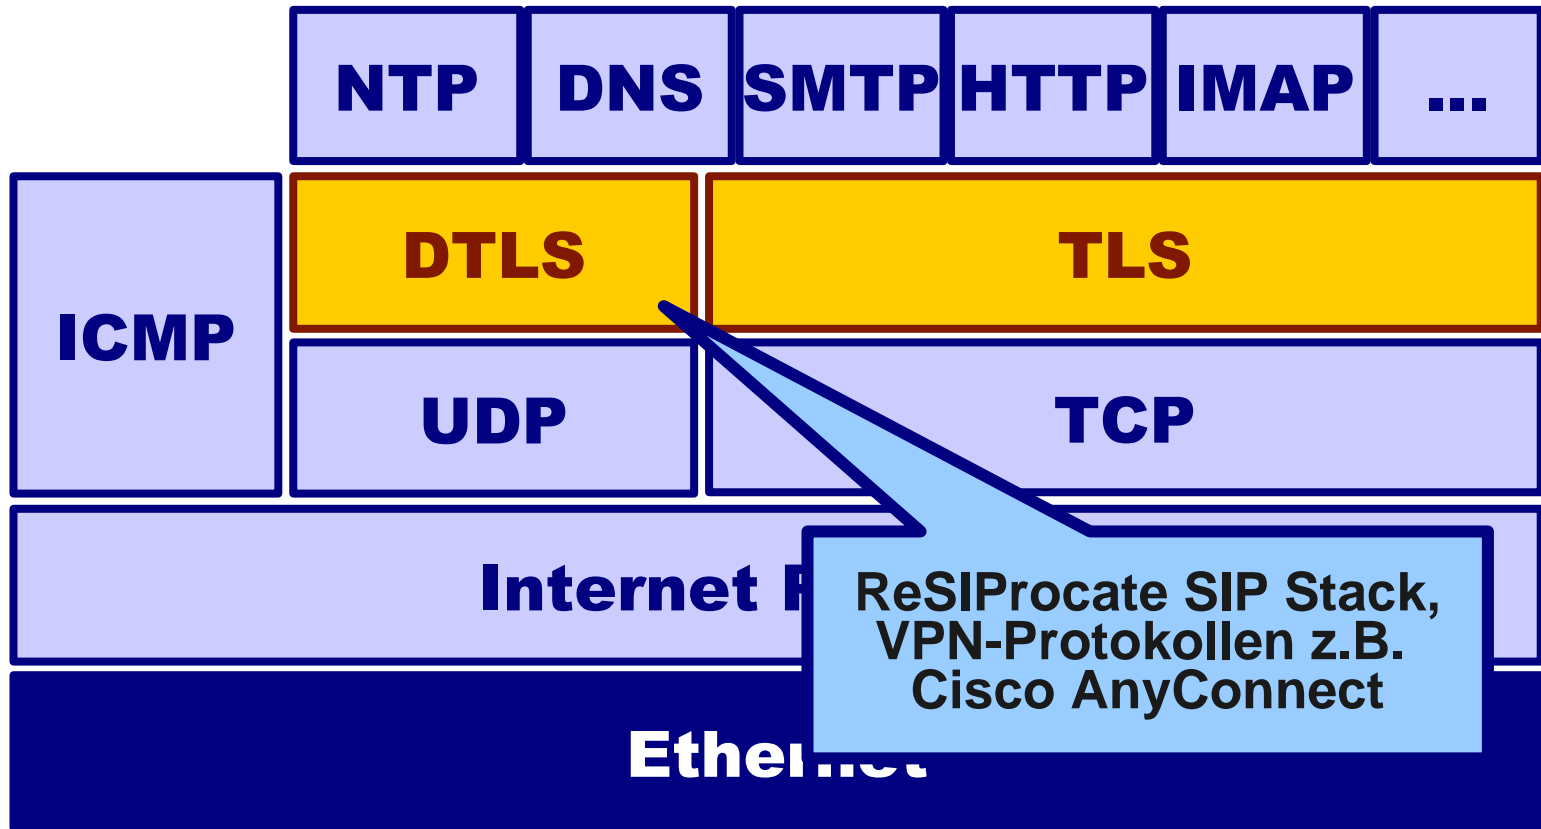 NTP DNS SMTP HTTP IMAP ...
DTLS TLS
ICMP
UDP TCP
Internet
ReSIProcate SIP Stack,
VPN-Protokollen z.B.
Cisco AnyConnect